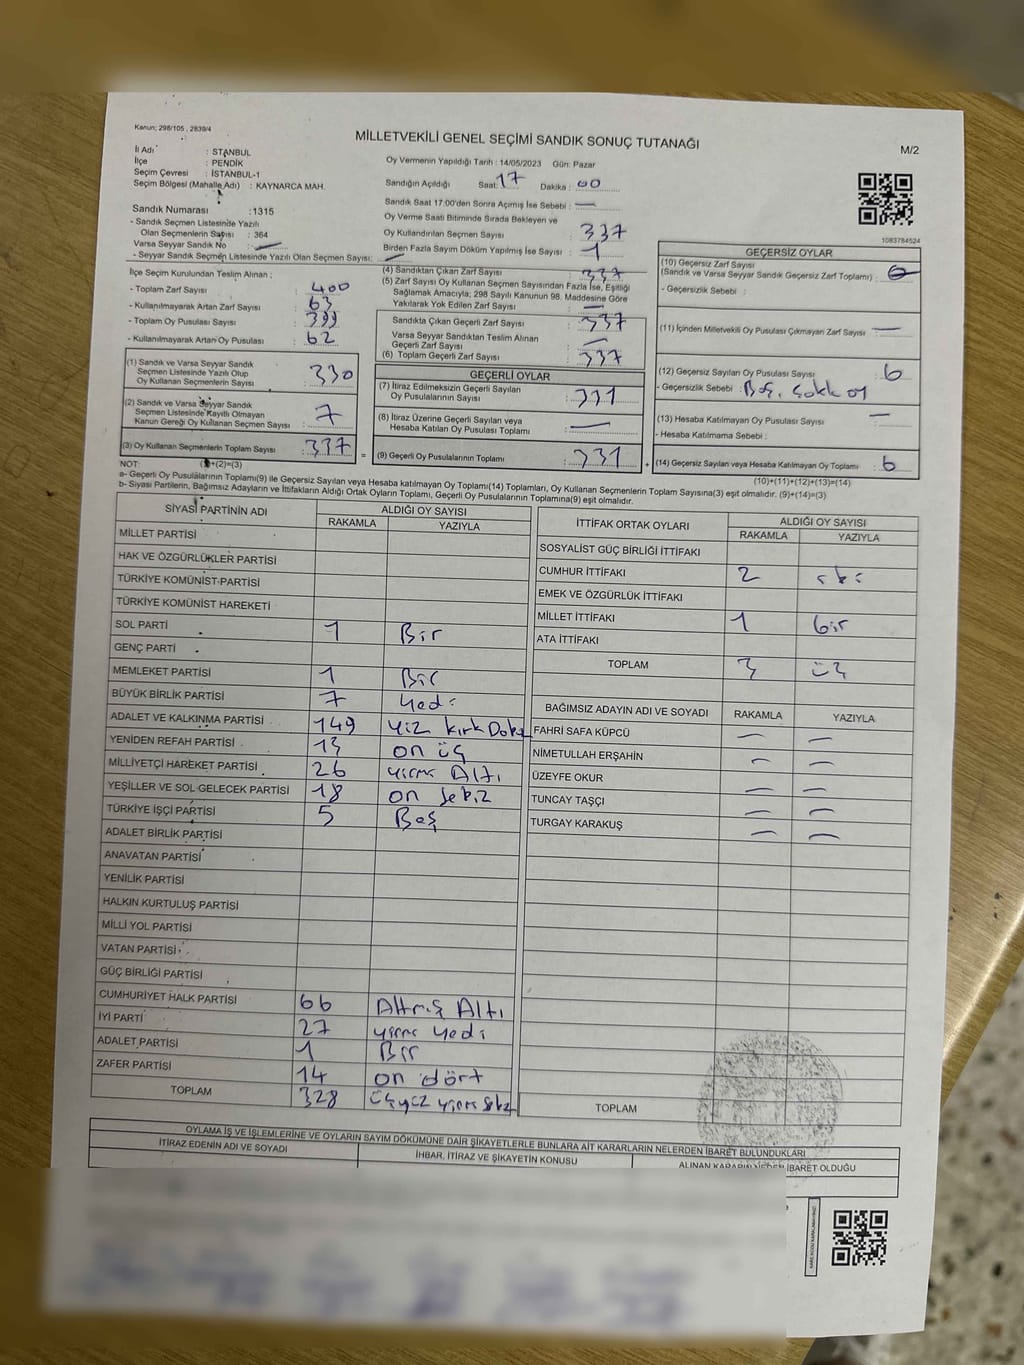 Kanun; 298/105 , 2839/4
MİLLETVEKİLİ GENEL SEÇİMİ SANDIK SONUÇ TUTANAĞI
M/2
İl Adı : STANBUL
İlçe : PENDİK
Seçim Çevresi : İSTANBUL-1
Seçim Bölgesi (Mahalle Adı) : KAYNARCA MAH.
Oy Vermenin Yapıldığı Tarih : 14/05/2023 Gün: Pazar
Sandığın Açıldığı Saat: 17 Dakika : 00
Sandık Saat 17:00'den Sonra Açımış İse Sebebi : —
Oy Verme Saati Bitiminde Sırada Bekleyen ve
Oy Kullandırılan Seçmen Sayısı : 337
Birden Fazla Sayım Döküm Yapılmış İse Sayısı : 1
Sandık Numarası :1315
- Sandık Seçmen Listesinde Yazılı
Olan Seçmenlerin Sayısı : 364
Varsa Seyyar Sandık No : —
- Seyyar Sandık Seçmen Listesinde Yazılı Olan Seçmen Sayısı: —
1083784524
İlçe Seçim Kurulundan Teslim Alınan ;
- Toplam Zarf Sayısı : 400
- Kullanılmayarak Artan Zarf Sayısı : 63
- Toplam Oy Pusulası Sayısı : 399
- Kullanılmayarak Artan Oy Pusulası : 62
(1) Sandık ve Varsa Seyyar Sandık
Seçmen Listesinde Yazılı Olup
Oy Kullanan Seçmenlerin Sayısı : 330
(2) Sandık ve Varsa Seyyar Sandık
Seçmen Listesinde Kayıtlı Olmayan
Kanun Gereği Oy Kullanan Seçmen Sayısı : 7
(3) Oy Kullanan Seçmenlerin Toplam Sayısı : 337
(4) Sandıktan Çıkan Zarf Sayısı : 337
(5) Zarf Sayısı Oy Kullanan Seçmen Sayısından Fazla İse, Eşitliği
Sağlamak Amacıyla; 298 Sayılı Kanunun 98. Maddesine Göre
Yakılarak Yok Edilen Zarf Sayısı : —
Sandıkta Çıkan Geçerli Zarf Sayısı : 337
Varsa Seyyar Sandıktan Teslim Alınan
Geçerli Zarf Sayısı : —
(6) Toplam Geçerli Zarf Sayısı : 337
GEÇERLİ OYLAR
(7) İtiraz Edilmeksizin Geçerli Sayılan
Oy Pusulalarının Sayısı : 331
(8) İtiraz Üzerine Geçerli Sayılan veya
Hesaba Katılan Oy Pusulası Toplamı : —
= (9) Geçerli Oy Pusulalarının Toplamı : 331
GEÇERSİZ OYLAR
(10) Geçersiz Zarf Sayısı
(Sandık ve Varsa Seyyar Sandık Geçersiz Zarf Toplamı) :
- Geçersizlik Sebebi :
(11) İçinden Milletvekili Oy Pusulası Çıkmayan Zarf Sayısı : —
(12) Geçersiz Sayılan Oy Pusulası Sayısı : 6
- Geçersizlik Sebebi : Boş, Çoklu oy
(13) Hesaba Katılmayan Oy Pusulası Sayısı : —
- Hesaba Katılmama Sebebi :
+ (14) Geçersiz Sayılan veya Hesaba Katılmayan Oy Toplamı : 6
NOT: (1)+(2)=(3) (10)+(11)+(12)+(13)=(14)
a- Geçerli Oy Pusulalarının Toplamı(9) ile Geçersiz Sayılan veya Hesaba katılmayan Oy Toplamı(14) Toplamları, Oy Kullanan Seçmenlerin Toplam Sayısına(3) eşit olmalıdır. (9)+(14)=(3)
b- Siyasi Partilerin, Bağımsız Adayların ve İttifakların Aldığı Ortak Oyların Toplamı, Geçerli Oy Pusulalarının Toplamına(9) eşit olmalıdır.
SİYASİ PARTİNİN ADI ALDIĞI OY SAYISI
RAKAMLA YAZIYLA
MİLLET PARTİSİ
HAK VE ÖZGÜRLÜKLER PARTİSİ
TÜRKİYE KOMÜNİST PARTİSİ
TÜRKİYE KOMÜNİST HAREKETİ
SOL PARTİ 1 Bir
GENÇ PARTİ
MEMLEKET PARTİSİ 1 Bir
BÜYÜK BİRLİK PARTİSİ 7 Yedi
ADALET VE KALKINMA PARTİSİ 149 yüz kırk Dokuz
YENİDEN REFAH PARTİSİ 13 on üç
MİLLİYETÇİ HAREKET PARTİSİ 26 yirmi Altı
YEŞİLLER VE SOL GELECEK PARTİSİ 18 on sekiz
TÜRKİYE İŞÇİ PARTİSİ 5 Beş
ADALET BİRLİK PARTİSİ
ANAVATAN PARTİSİ
YENİLİK PARTİSİ
HALKIN KURTULUŞ PARTİSİ
MİLLİ YOL PARTİSİ
VATAN PARTİSİ
GÜÇ BİRLİĞİ PARTİSİ
CUMHURİYET HALK PARTİSİ 66 Altmış Altı
İYİ PARTİ 27 yirmi yedi
ADALET PARTİSİ 1 Bir
ZAFER PARTİSİ 14 on dört
TOPLAM 328 üçyüz yirmi sekiz
İTTİFAK ORTAK OYLARI ALDIĞI OY SAYISI
RAKAMLA YAZIYLA
SOSYALİST GÜÇ BİRLİĞİ İTTİFAKI
CUMHUR İTTİFAKI 2 iki
EMEK VE ÖZGÜRLÜK İTTİFAKI
MİLLET İTTİFAKI 1 bir
ATA İTTİFAKI
TOPLAM 3 üç
BAĞIMSIZ ADAYIN ADI VE SOYADI RAKAMLA YAZIYLA
FAHRİ SAFA KÜPCÜ — —
NİMETULLAH ERŞAHİN — —
ÜZEYFE OKUR — —
TUNCAY TAŞÇI — —
TURGAY KARAKUŞ — —
TOPLAM
OYLAMA İŞ VE İŞLEMLERİNE VE OYLARIN SAYIM DÖKÜMÜNE DAİR ŞİKAYETLERLE BUNLARA AİT KARARLARIN NELERDEN İBARET BULUNDUKLARI
İTİRAZ EDENİN ADI VE SOYADI İHBAR, İTİRAZ VE ŞİKAYETİN KONUSU ALINAN KARARIN NEDEN İBARET OLDUĞU